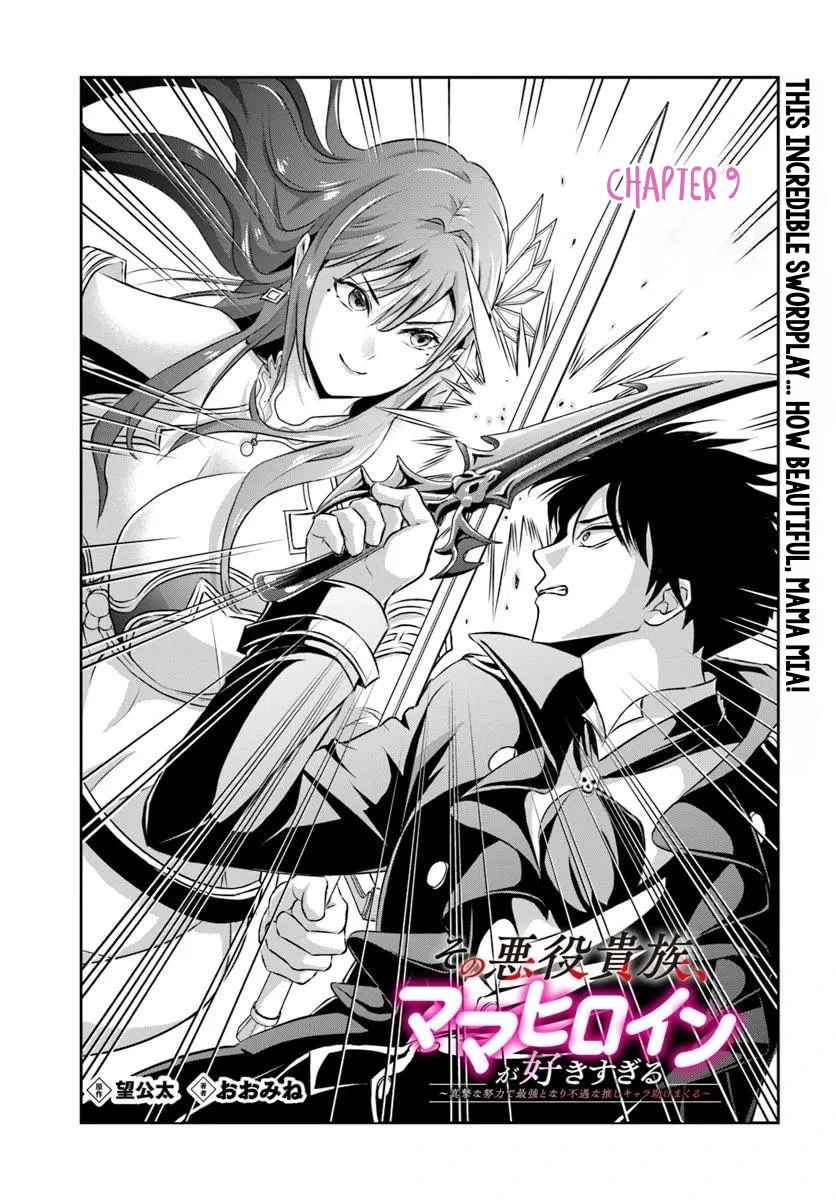 CHAPTER 9
THIS INCREDIBLE SWORDPLAY... HOW BEAUTIFUL, MAMA MIA!
その悪役貴族、
ママヒロイン
が好きすぎる
～真摯な努力で最強となり不遇な推しキャラ助けまくる～
原作 望公太 著者 おおみね